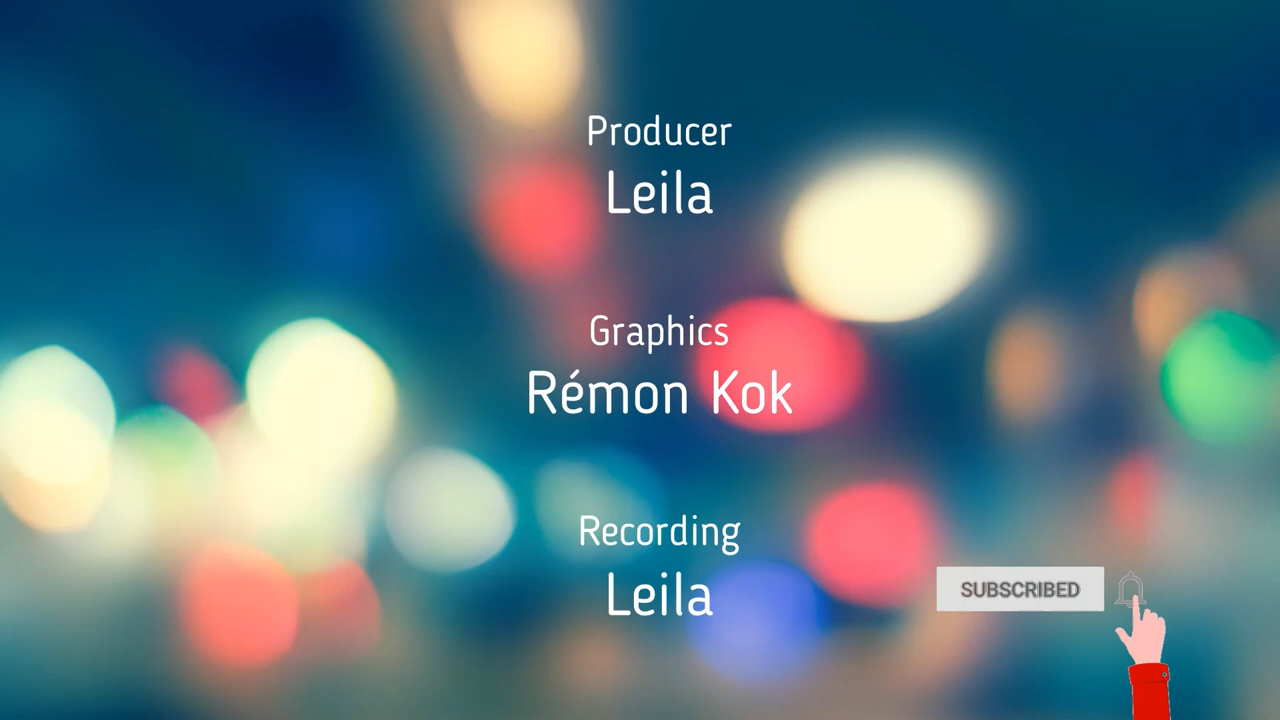 Producer
Leila
Graphics
Rémon Kok
Recording
Leila
SUBSCRIBED